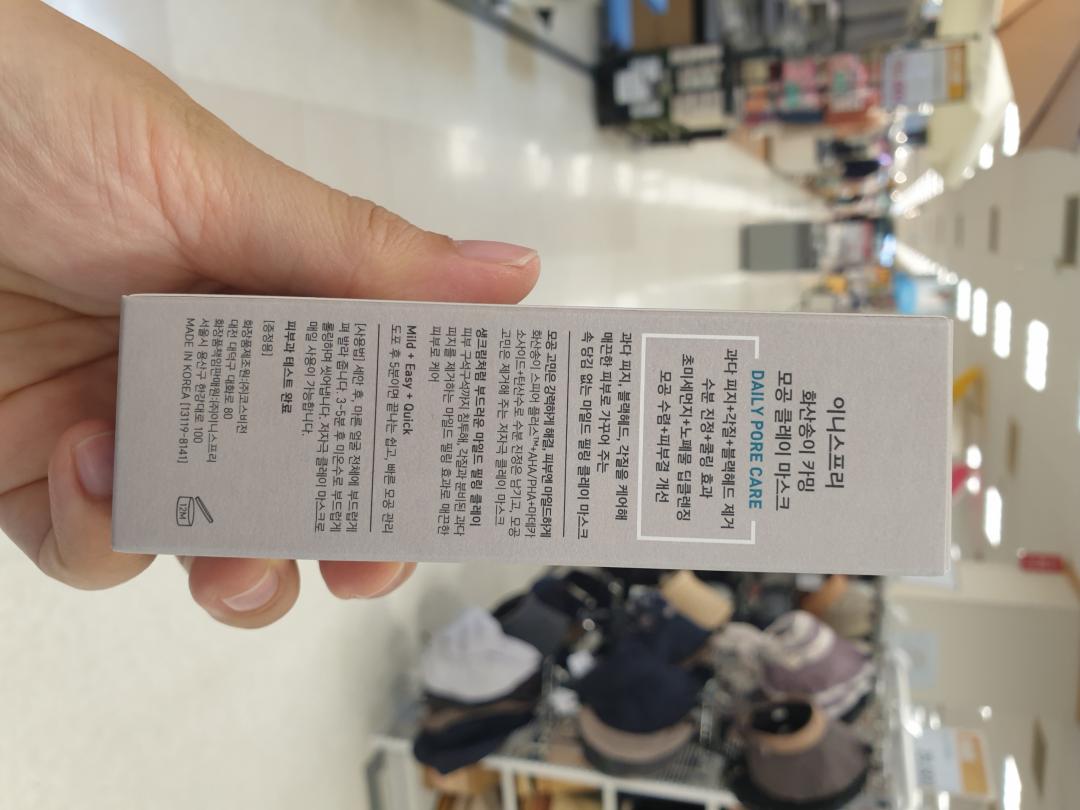 이니스프리
화산송이 카밍
모공 클레이 마스크
DAILY PORE CARE
과다 피지+각질+블랙헤드 제거
수분 진정+쿨링 효과
초미세먼지+노폐물 딥클렌징
모공 수렴+피부결 개선
과다 피지, 블랙헤드, 각질을 케어해
매끈한 피부로 가꾸어 주는
속 당김 없는 마일드 필링 클레이 마스크
모공 고민은 강력하게 해결, 피부엔 마일드하게
화산송이 스피어 플러스™+AHA/PHA+마데카
소사이드+탄산수로 수분 진정은 남기고, 모공
고민은 제거해 주는 저자극 클레이 마스크
생크림처럼 부드러운 마일드 필링 클레이
피부 구석구석까지 침투해, 각질과 분비된 과다
피지를 제거하는 마일드 필링 효과로 매끈한
피부로 케어
Mild + Easy + Quick
도포 후 5분이면 끝나는 쉽고, 빠른 모공 관리
[사용법] 세안 후, 마른 얼굴 전체에 부드럽게
펴 발라 줍니다. 3~5분 후 미온수로 부드럽게
롤링하며 씻어냅니다. 저자극 클레이 마스크로
매일 사용이 가능합니다.
피부과 테스트 완료
[증정용]
화장품제조원:(주)코스비전
대전 대덕구 대화로 80
화장품책임판매원:(주)이니스프리
서울시 용산구 한강대로 100
MADE IN KOREA [13119-8141]
12M